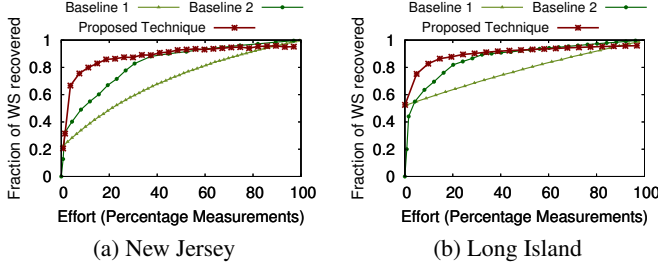 Baseline 1 Baseline 2
Proposed Technique
Fraction of WS recovered
1
0.8
0.6
0.4
0.2
0
0 20 40 60 80 100
Effort (Percentage Measurements)
(a) New Jersey
Baseline 1 Baseline 2
Proposed Technique
Fraction of WS recovered
1
0.8
0.6
0.4
0.2
0
0 20 40 60 80 100
Effort (Percentage Measurements)
(b) Long Island